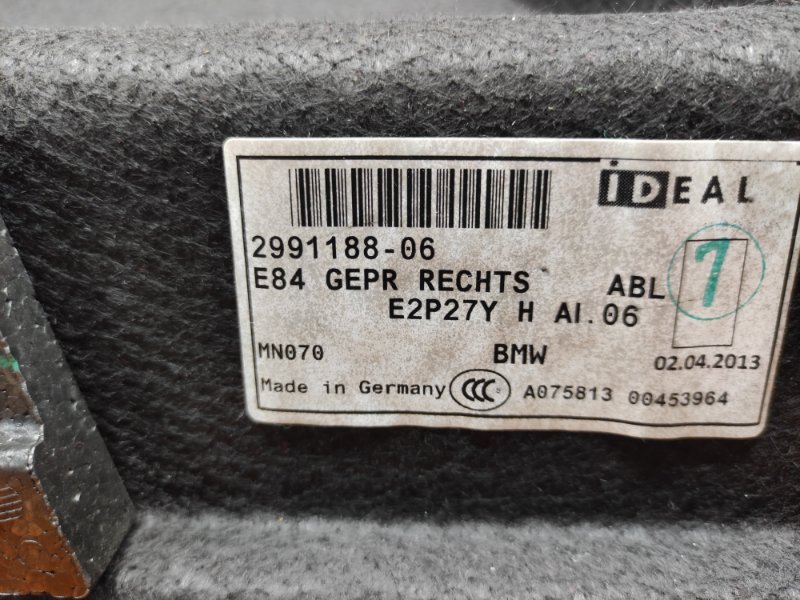 iDEAL
2991188-06
E84 GEPR RECHTS ABL 7
E2P27Y H AI.06
MN070 BMW 02.04.2013
Made in Germany CCC S A075813 00453964